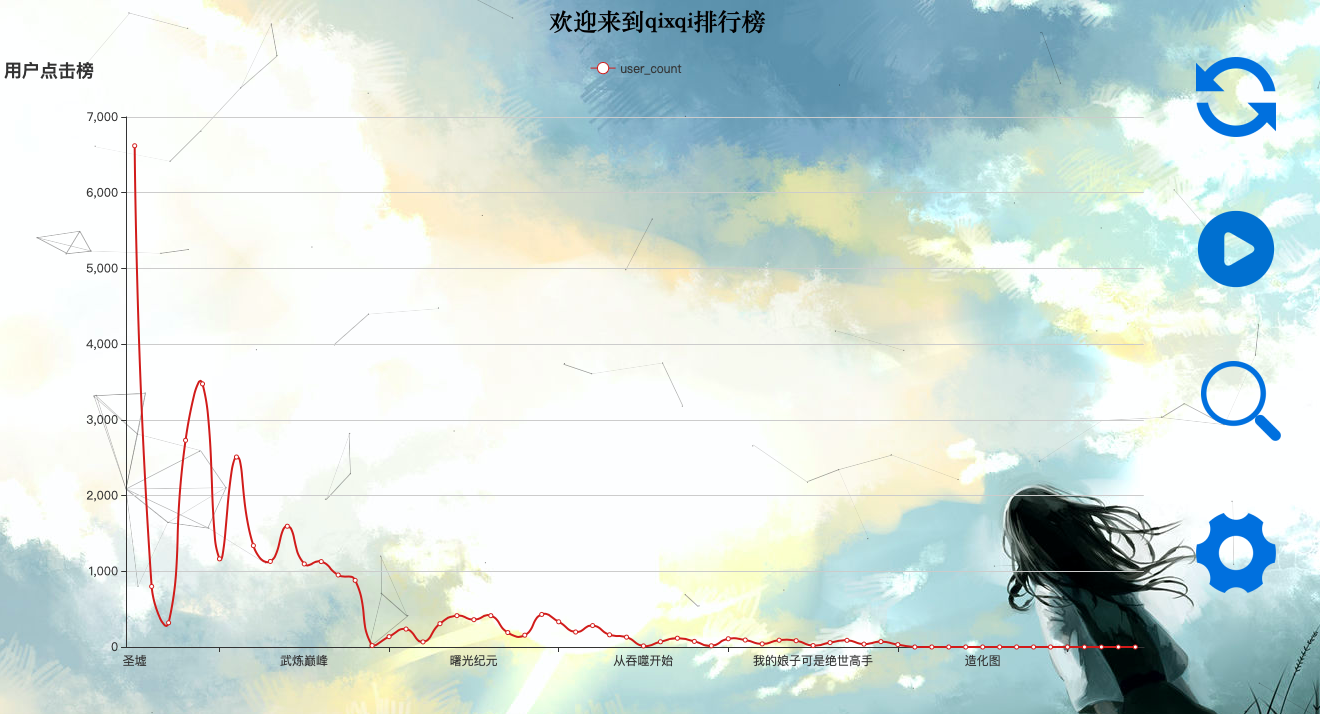 欢迎来到qixqi排行榜
用户点击榜
user_count
7,000
6,000
5,000
4,000
3,000
2,000
1,000
0
圣墟
武炼巅峰
曙光纪元
从吞噬开始
我的娘子可是绝世高手
造化图